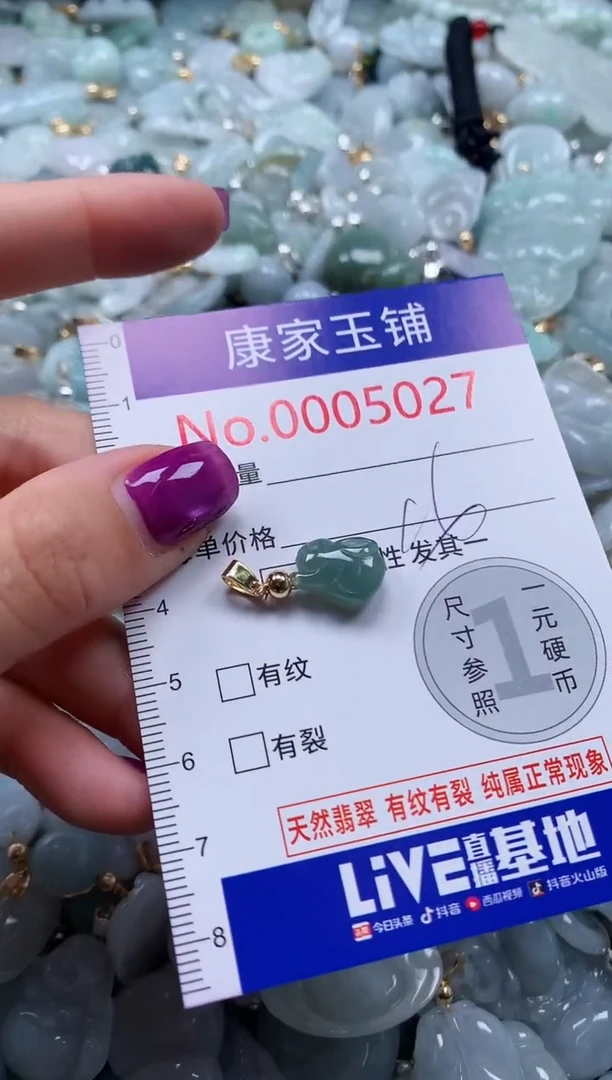 康家玉铺
No.0005027
0
1
量
单价格
16
性 发其一
4
5
6
7
8
□有纹
□有裂
尺寸参照
1
一元硬币
天然翡翠 有纹有裂 纯属正常现象
LiVE直播基地
头条 今日头条 抖音 西瓜视频 抖音火山版